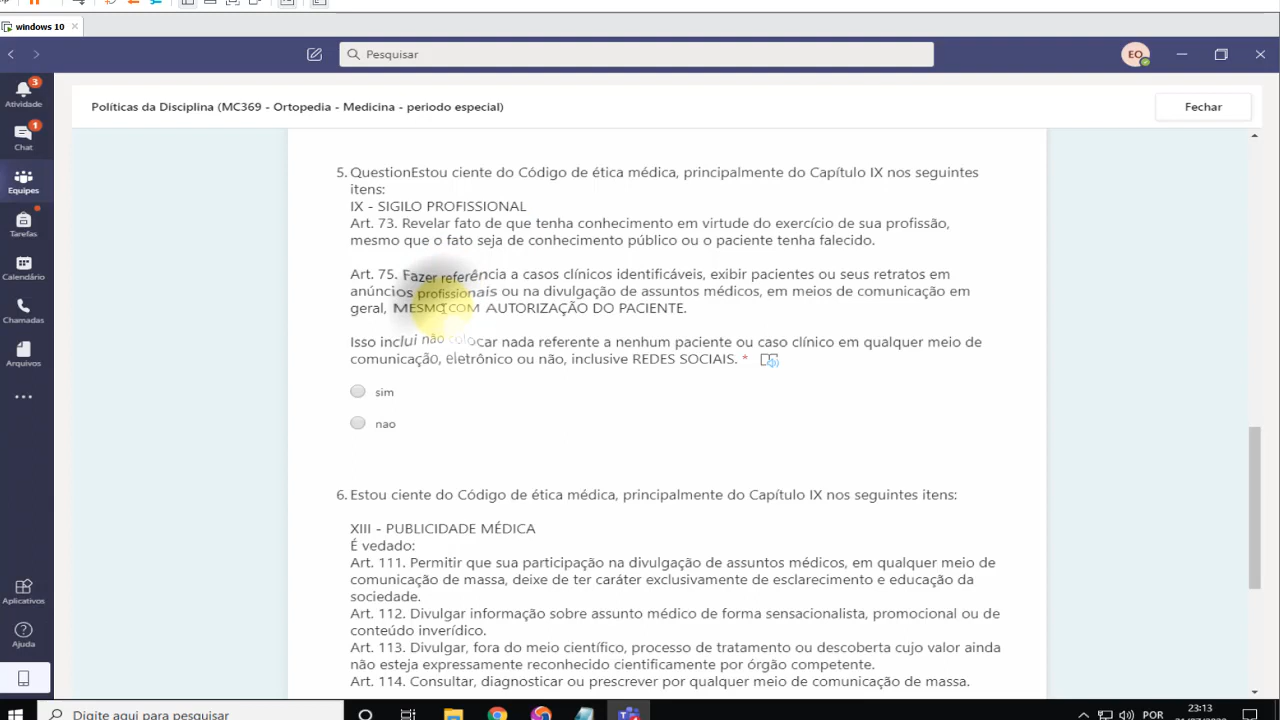 windows 10
Pesquisar
EO
Atividade
3
Chat
1
Equipes
Tarefas
Calendário
Chamadas
Arquivos
Aplicativos
Ajuda
Políticas da Disciplina (MC369 - Ortopedia - Medicina - periodo especial)
Fechar
5. QuestionEstou ciente do Código de ética médica, principalmente do Capítulo IX nos seguintes
itens:
IX - SIGILO PROFISSIONAL
Art. 73. Revelar fato de que tenha conhecimento em virtude do exercício de sua profissão,
mesmo que o fato seja de conhecimento público ou o paciente tenha falecido.
Art. 75. Fazer referência a casos clínicos identificáveis, exibir pacientes ou seus retratos em
anúncios profissionais ou na divulgação de assuntos médicos, em meios de comunicação em
geral, MESMO COM AUTORIZAÇÃO DO PACIENTE.
Isso inclui não colocar nada referente a nenhum paciente ou caso clínico em qualquer meio de
comunicação, eletrônico ou não, inclusive REDES SOCIAIS. *
sim
nao
6. Estou ciente do Código de ética médica, principalmente do Capítulo IX nos seguintes itens:
XIII - PUBLICIDADE MÉDICA
É vedado:
Art. 111. Permitir que sua participação na divulgação de assuntos médicos, em qualquer meio de
comunicação de massa, deixe de ter caráter exclusivamente de esclarecimento e educação da
sociedade.
Art. 112. Divulgar informação sobre assunto médico de forma sensacionalista, promocional ou de
conteúdo inverídico.
Art. 113. Divulgar, fora do meio científico, processo de tratamento ou descoberta cujo valor ainda
não esteja expressamente reconhecido cientificamente por órgão competente.
Art. 114. Consultar, diagnosticar ou prescrever por qualquer meio de comunicação de massa.
Digite aqui para pesquisar
POR
23:13